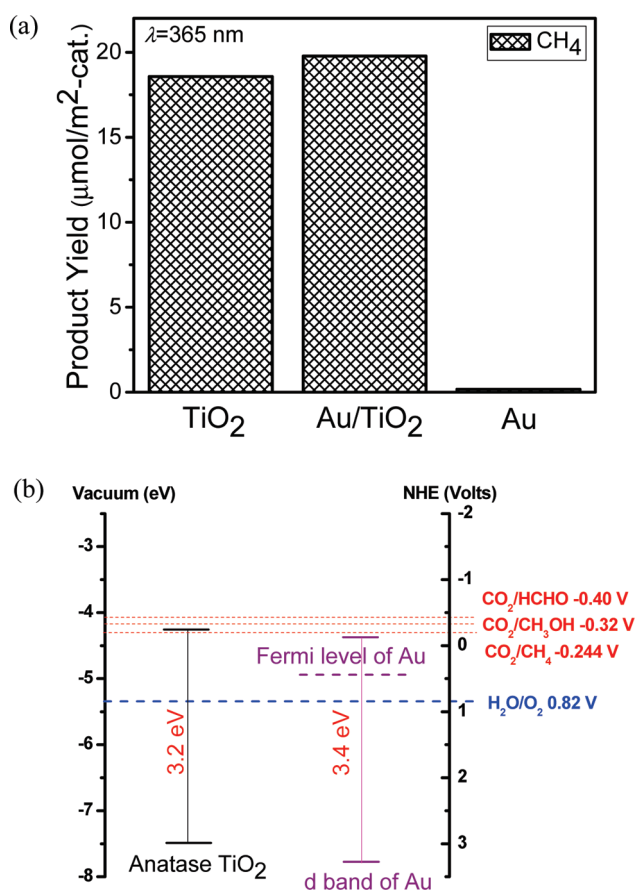 (a)
λ=365 nm
CH₄
Product Yield (μmol/m²-cat.)
20
15
10
5
0
TiO₂ Au/TiO₂ Au
(b)
Vacuum (eV) NHE (Volts)
-3
-4
-5
-6
-7
-8
-2
-1
0
1
2
3
CO₂/HCHO -0.40 V
CO₂/CH₃OH -0.32 V
CO₂/CH₄ -0.244 V
H₂O/O₂ 0.82 V
Fermi level of Au
3.2 eV
3.4 eV
Anatase TiO₂
d band of Au